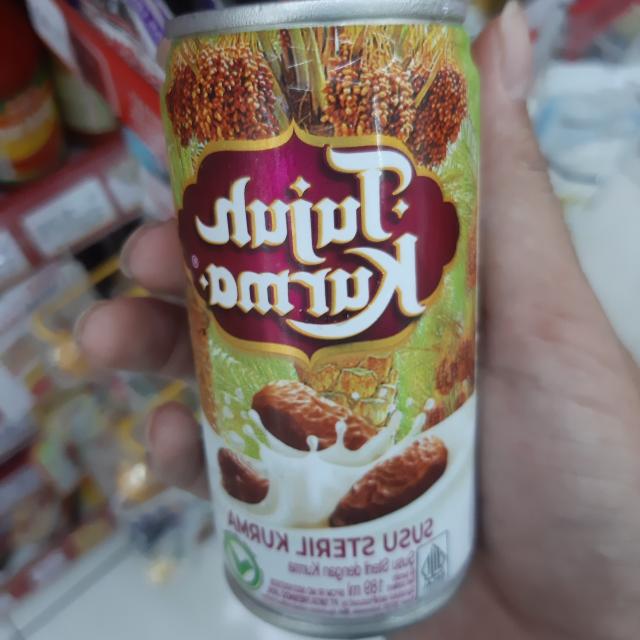 Tujuh
Kurma
®
SUSU STERIL KURMA
Susu Steril dengan Kurma
189 ml